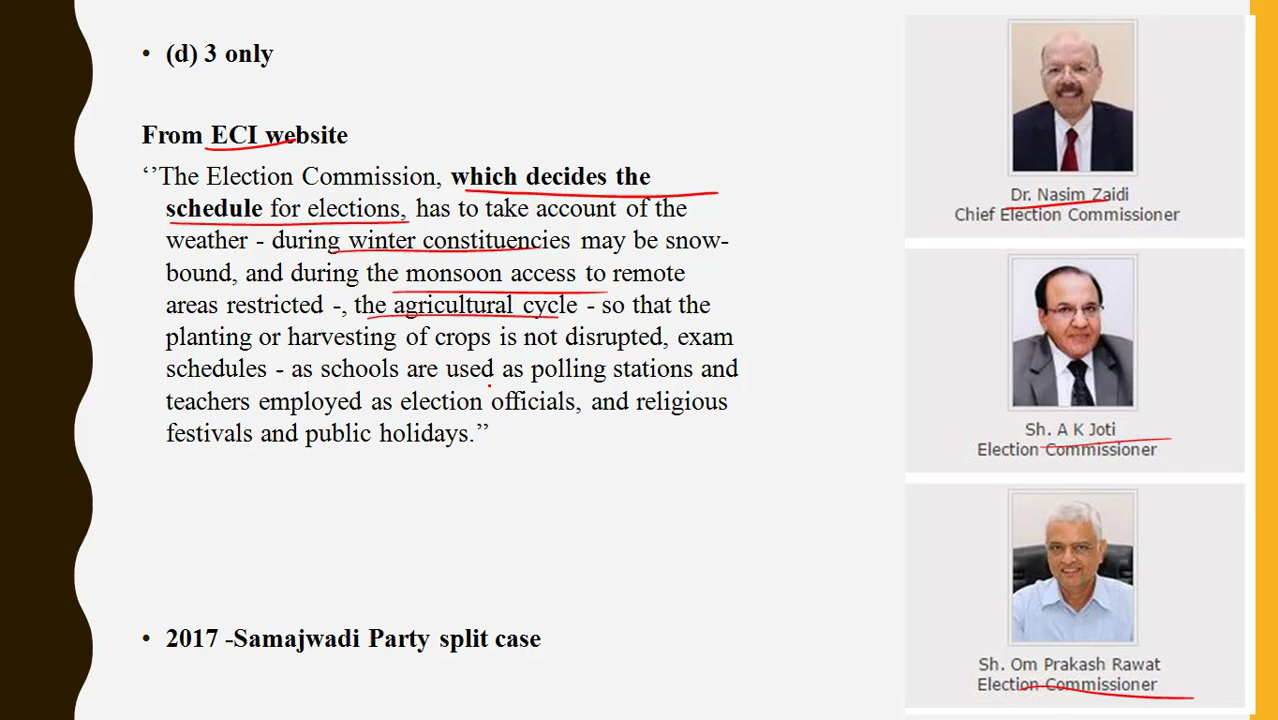 • (d) 3 only
From ECI website
‘’The Election Commission, which decides the
schedule for elections, has to take account of the
weather - during winter constituencies may be snow-
bound, and during the monsoon access to remote
areas restricted -, the agricultural cycle - so that the
planting or harvesting of crops is not disrupted, exam
schedules - as schools are used as polling stations and
teachers employed as election officials, and religious
festivals and public holidays.’’
• 2017 -Samajwadi Party split case
Dr. Nasim Zaidi
Chief Election Commissioner
Sh. A K Joti
Election Commissioner
Sh. Om Prakash Rawat
Election Commissioner